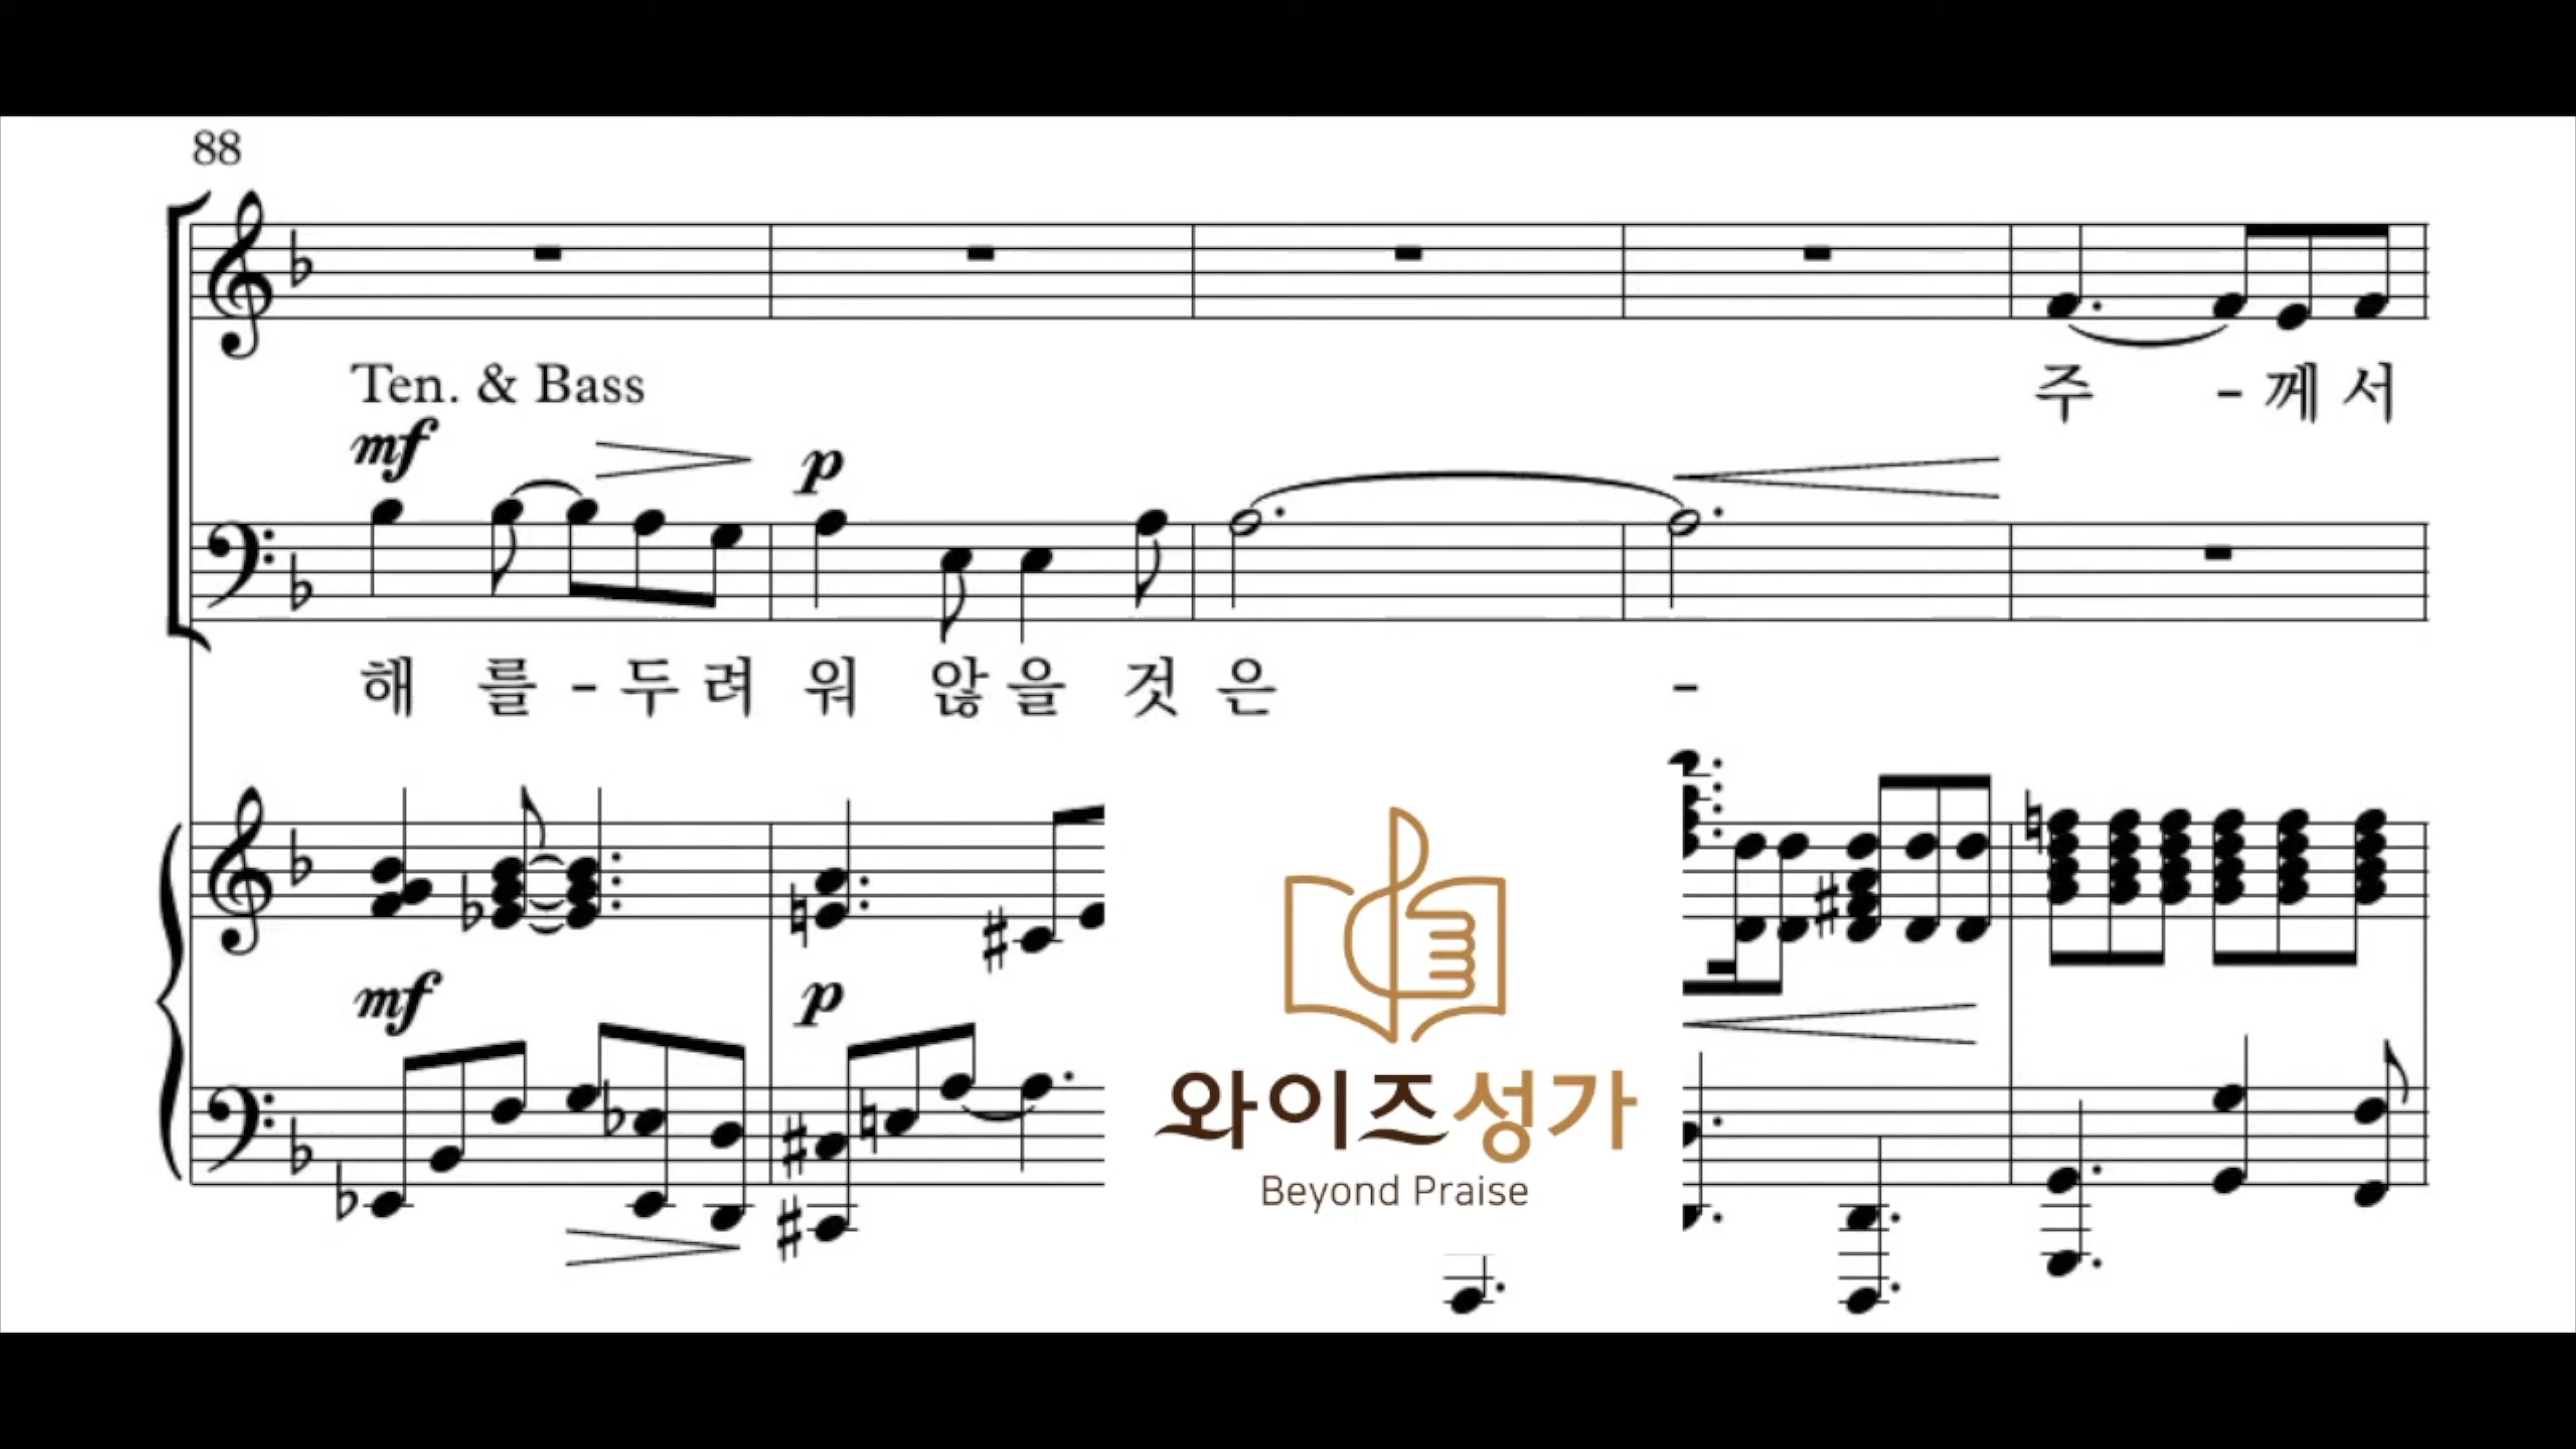 88
Ten. & Bass
주 - 께 서
mf
p
해 를 - 두 려 워 않 을 것 은 -
mf
p
와이즈성가
Beyond Praise